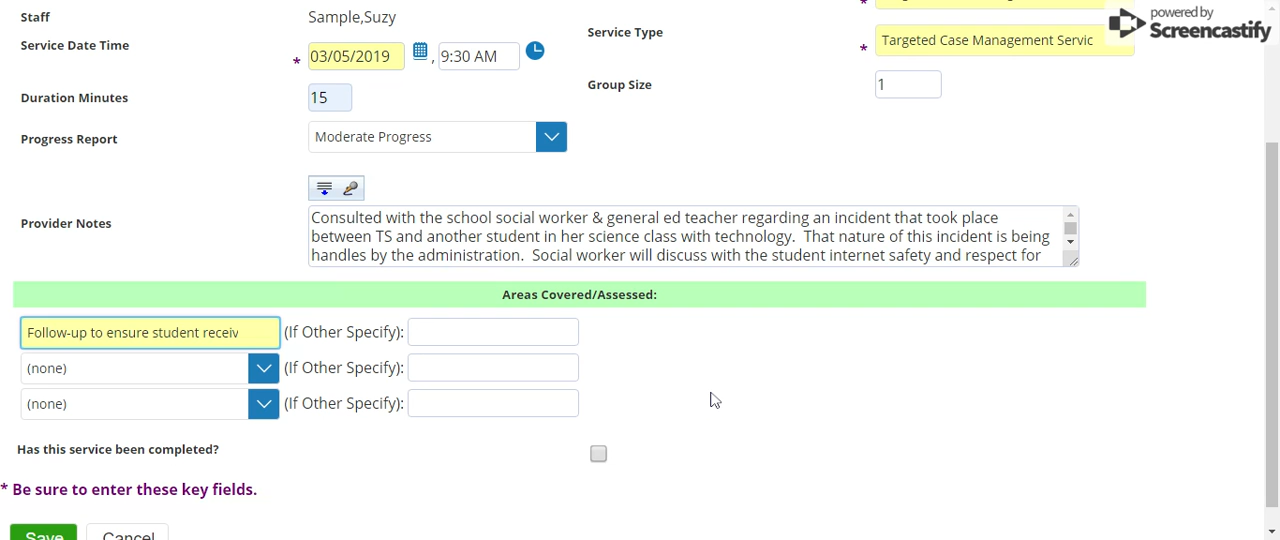 Staff Sample,Suzy
powered by
Screencastify
Service Type
Service Date Time
* 03/05/2019 , 9:30 AM
* Targeted Case Management Servic
Group Size 1
Duration Minutes 15
Progress Report Moderate Progress
Provider Notes
Consulted with the school social worker & general ed teacher regarding an incident that took place
between TS and another student in her science class with technology. That nature of this incident is being
handles by the administration. Social worker will discuss with the student internet safety and respect for
Areas Covered/Assessed:
Follow-up to ensure student receiv (If Other Specify):
(none) (If Other Specify):
(none) (If Other Specify):
Has this service been completed?
* Be sure to enter these key fields.
Save Cancel